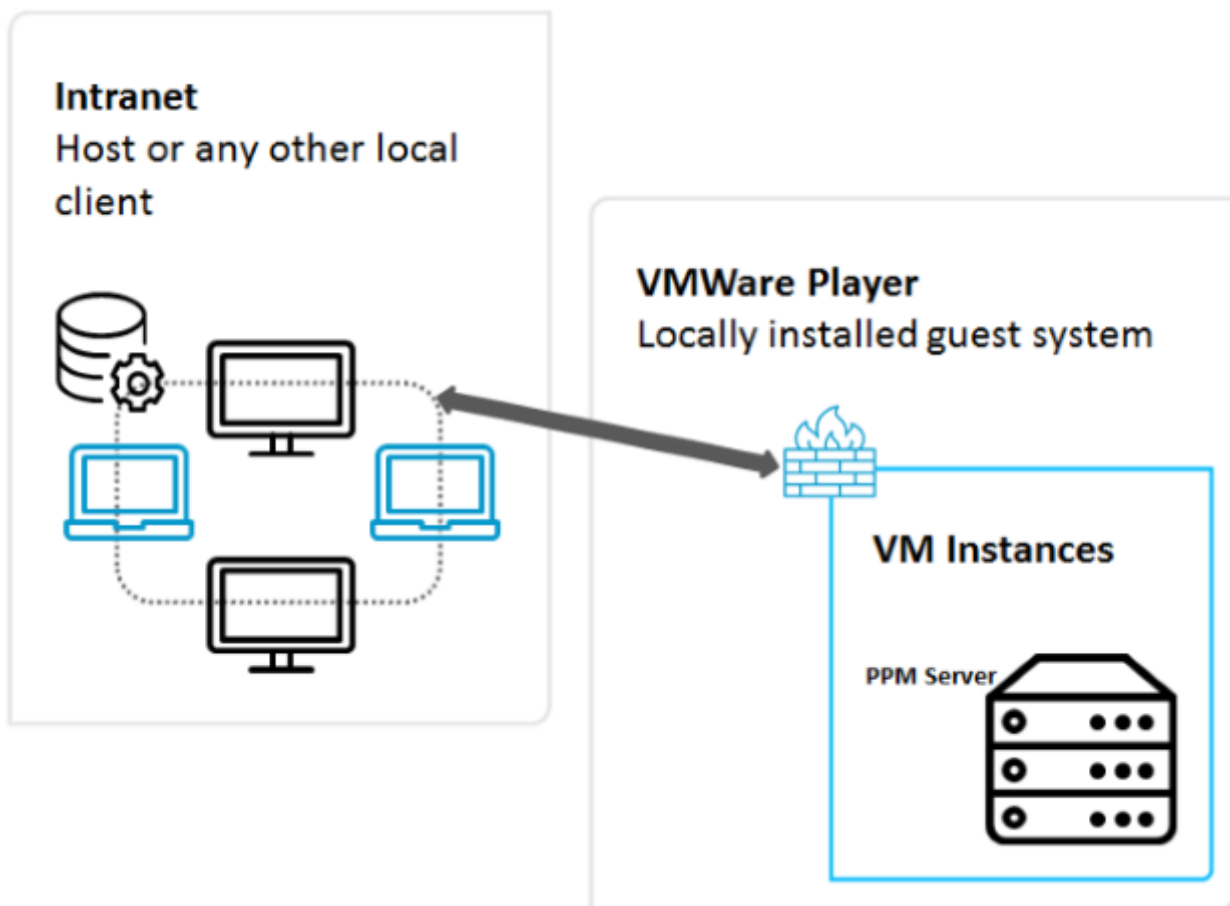 Intranet
Host or any other local
client
VMWare Player
Locally installed guest system
VM Instances
PPM Server